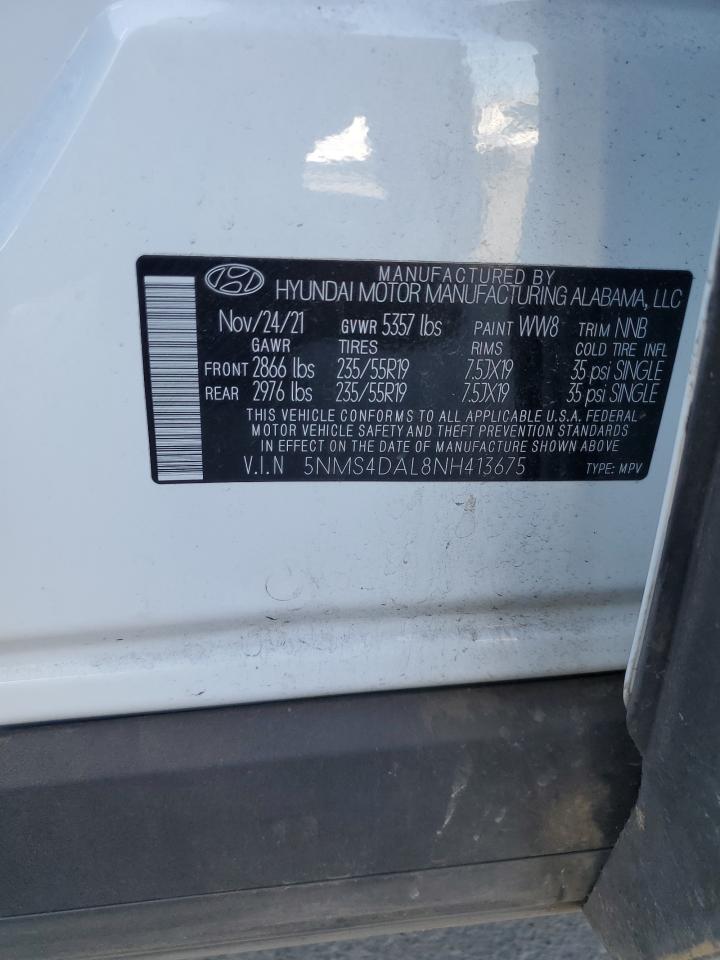 MANUFACTURED BY
HYUNDAI MOTOR MANUFACTURING ALABAMA, LLC
Nov/24/21 GVWR 5357 lbs PAINT WW8 TRIM NNB
GAWR TIRES RIMS COLD TIRE INFL
FRONT 2866 lbs 235/55R19 7.5JX19 35 psi SINGLE
REAR 2976 lbs 235/55R19 7.5JX19 35 psi SINGLE
THIS VEHICLE CONFORMS TO ALL APPLICABLE U.S.A. FEDERAL
MOTOR VEHICLE SAFETY AND THEFT PREVENTION STANDARDS
IN EFFECT ON THE DATE OF MANUFACTURE SHOWN ABOVE
V.I.N 5NMS4DAL8NH413675 TYPE: MPV